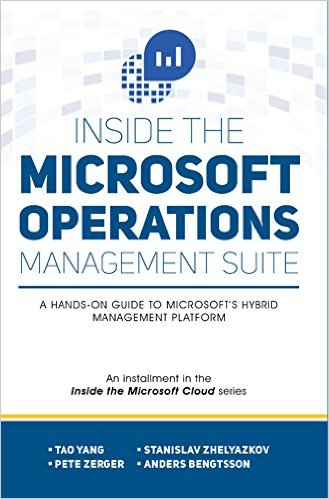 INSIDE THE
MICROSOFT
OPERATIONS
MANAGEMENT SUITE
A HANDS-ON GUIDE TO MICROSOFT'S HYBRID
MANAGEMENT PLATFORM
An installment in the
Inside the Microsoft Cloud series
▪ TAO YANG ▪ STANISLAV ZHELYAZKOV
▪ PETE ZERGER ▪ ANDERS BENGTSSON